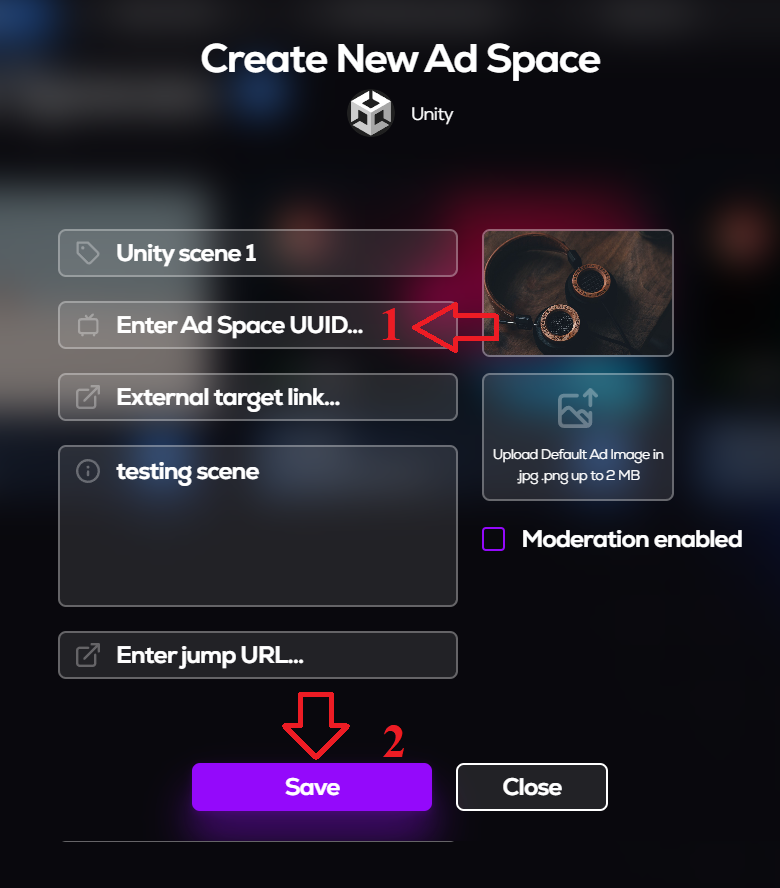 Create New Ad Space
Unity
Unity scene 1
Enter Ad Space UUID...
1
External target link...
testing scene
Upload Default Ad Image in
.jpg .png up to 2 MB
Moderation enabled
Enter jump URL...
2
Save
Close